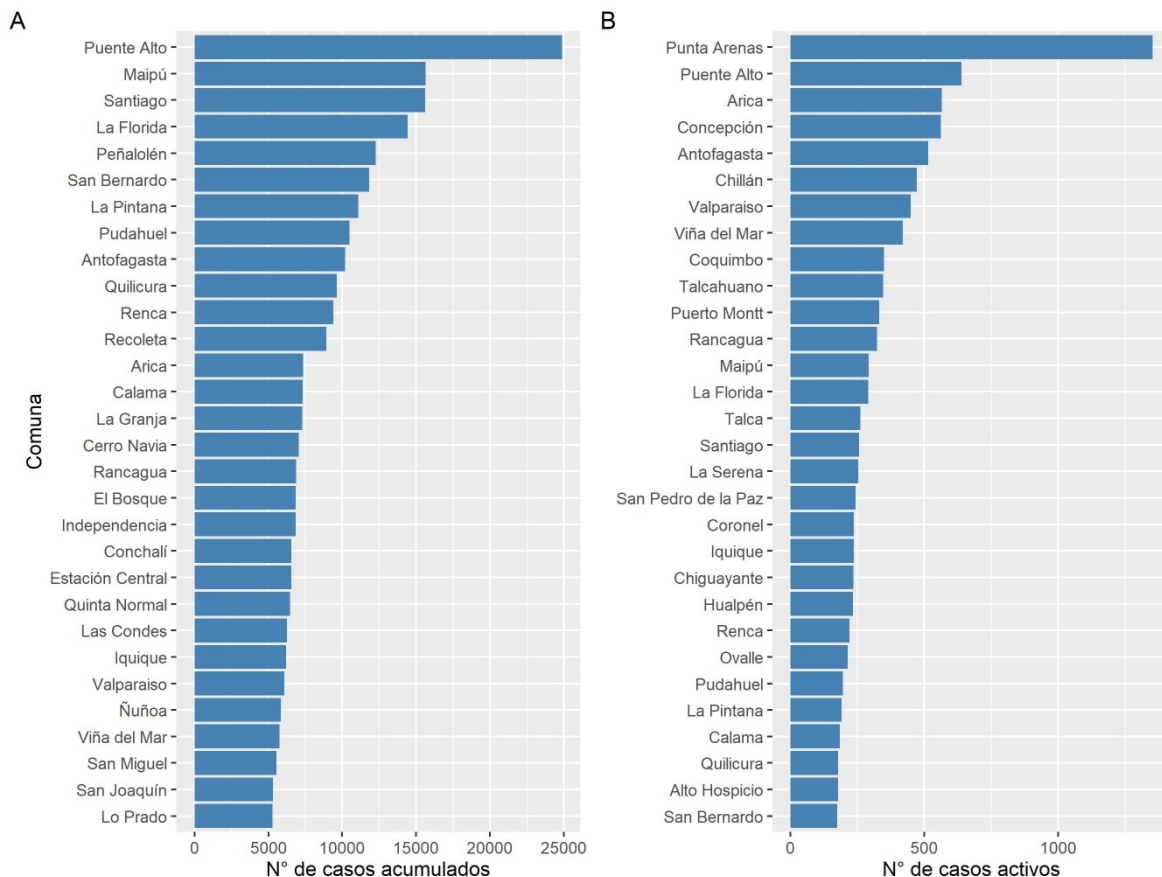 A
Comuna
Puente Alto
Maipú
Santiago
La Florida
Peñalolén
San Bernardo
La Pintana
Pudahuel
Antofagasta
Quilicura
Renca
Recoleta
Arica
Calama
La Granja
Cerro Navia
Rancagua
El Bosque
Independencia
Conchalí
Estación Central
Quinta Normal
Las Condes
Iquique
Valparaiso
Ñuñoa
Viña del Mar
San Miguel
San Joaquín
Lo Prado
0 5000 10000 15000 20000 25000
N° de casos acumulados
B
Punta Arenas
Puente Alto
Arica
Concepción
Antofagasta
Chillán
Valparaiso
Viña del Mar
Coquimbo
Talcahuano
Puerto Montt
Rancagua
Maipú
La Florida
Talca
Santiago
La Serena
San Pedro de la Paz
Coronel
Iquique
Chiguayante
Hualpén
Renca
Ovalle
Pudahuel
La Pintana
Calama
Quilicura
Alto Hospicio
San Bernardo
0 500 1000
N° de casos activos